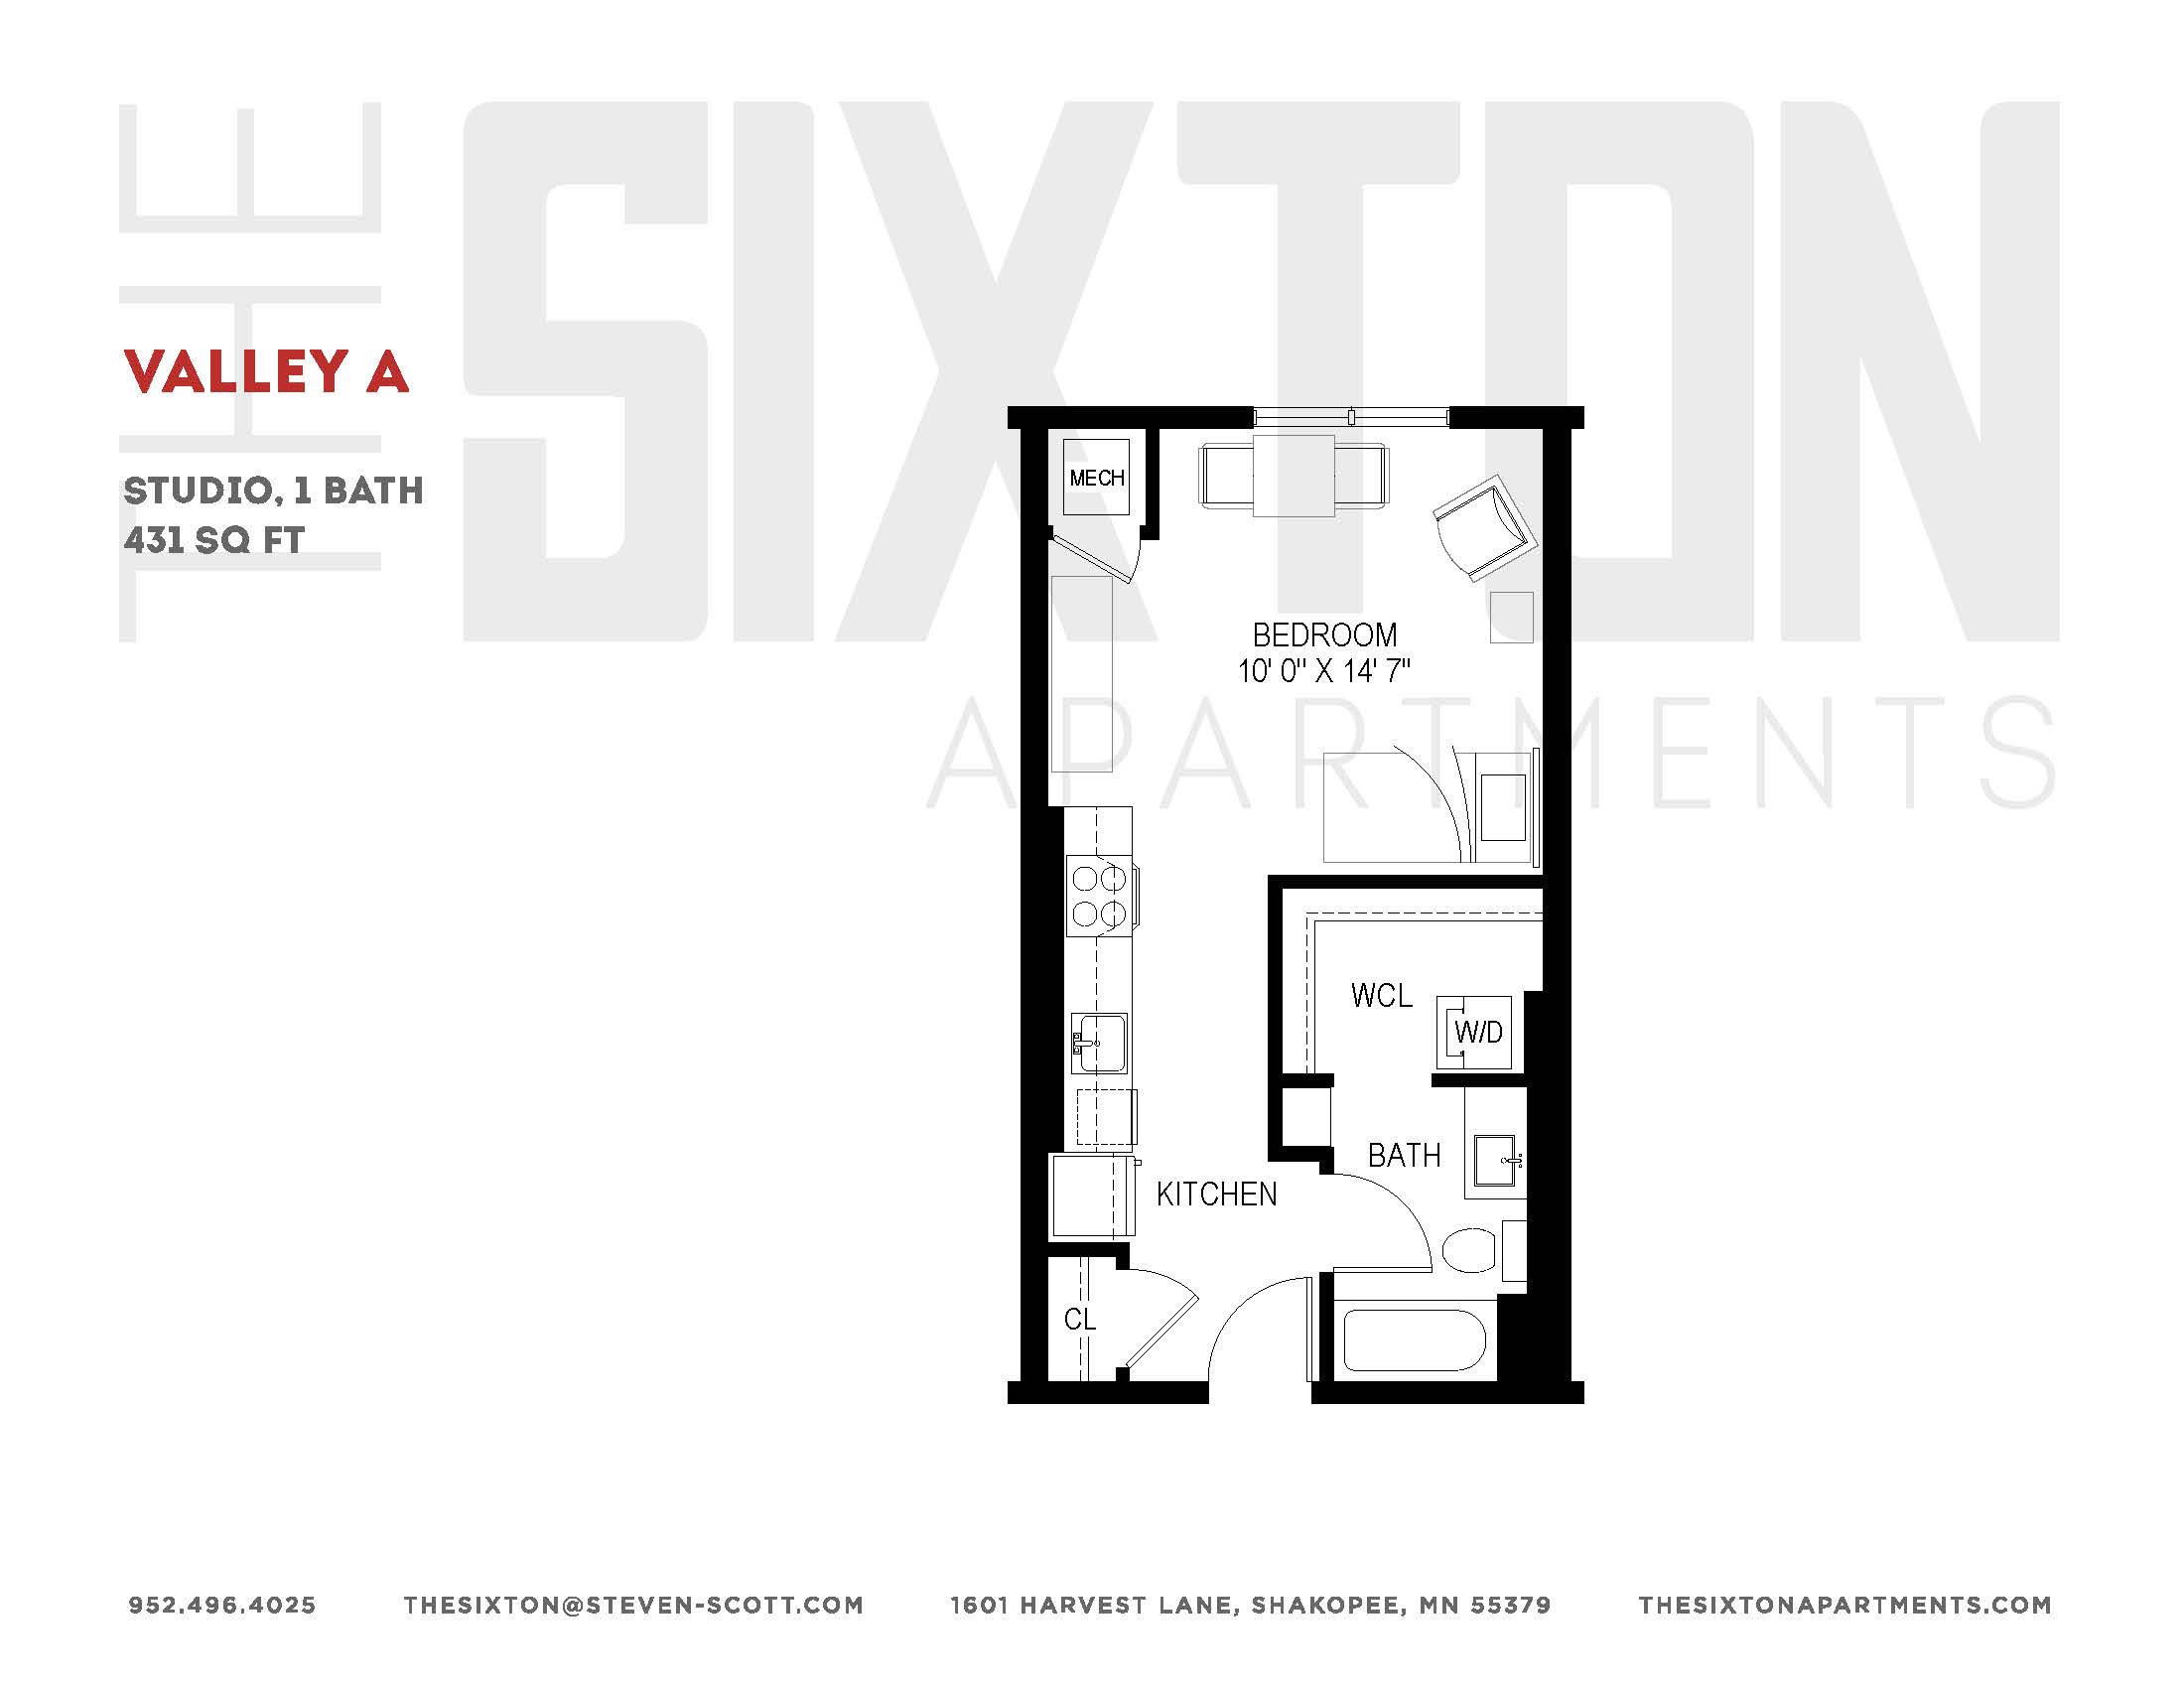 THE
SIXTON
APARTMENTS
VALLEY A
STUDIO, 1 BATH
431 SQ FT
MECH
BEDROOM
10' 0" X 14' 7"
WCL
W/D
BATH
KITCHEN
CL
952.496.4025
THESIXTON@STEVEN-SCOTT.COM
1601 HARVEST LANE, SHAKOPEE, MN 55379
THESIXTONAPARTMENTS.COM